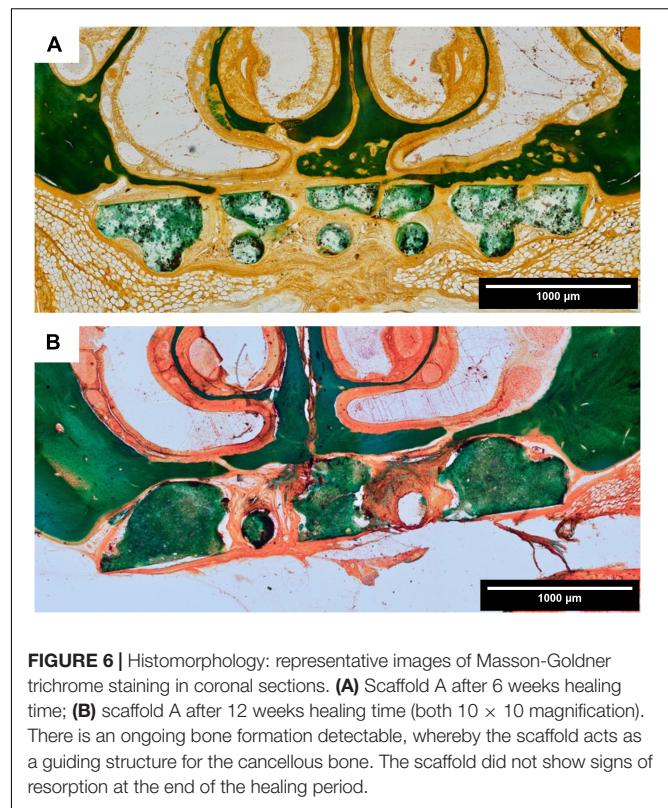 A
1000 µm
B
1000 µm
FIGURE 6 | Histomorphology: representative images of Masson-Goldner
trichrome staining in coronal sections. (A) Scaffold A after 6 weeks healing
time; (B) scaffold A after 12 weeks healing time (both 10 × 10 magnification).
There is an ongoing bone formation detectable, whereby the scaffold acts as
a guiding structure for the cancellous bone. The scaffold did not show signs of
resorption at the end of the healing period.